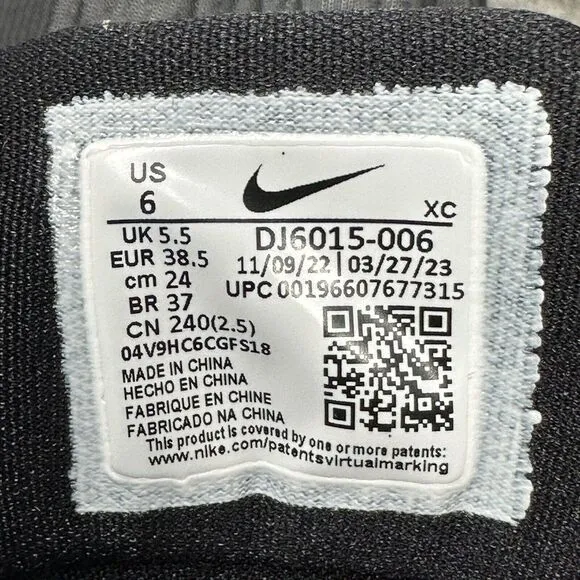 US
6
UK 5.5
EUR 38.5
cm 24
BR 37
CN 240(2.5)
XC
DJ6015-006
11/09/22 | 03/27/23
UPC 00196607677315
04V9HC6CGFS18
MADE IN CHINA
HECHO EN CHINA
FABRIQUE EN CHINE
FABRICADO NA CHINA
This product is covered by one or more patents:
www.nike.com/patentsvirtualmarking